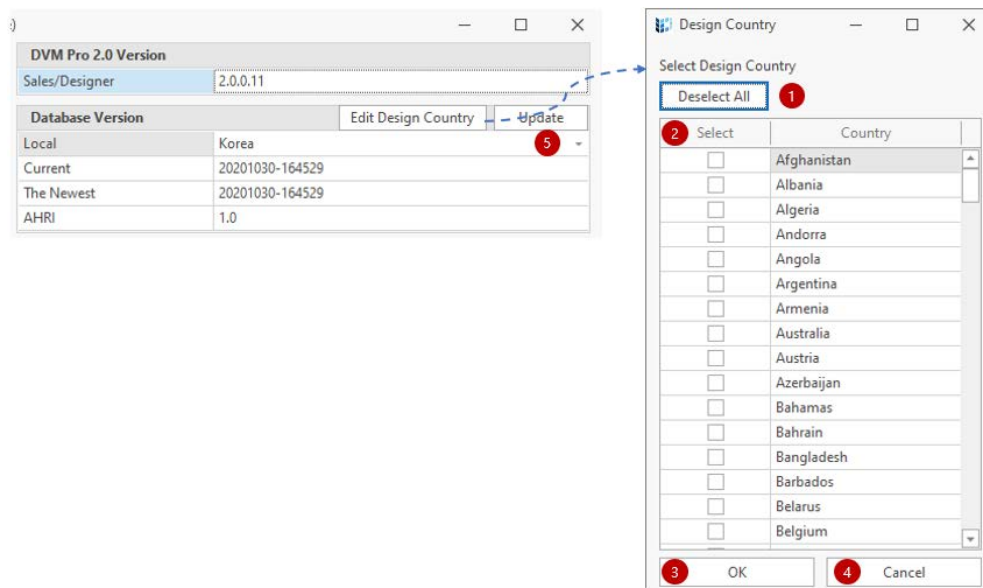 :)
DVM Pro 2.0 Version
Sales/Designer 2.0.0.11
Database Version Edit Design Country Update
Local Korea 5
Current 20201030-164529
The Newest 20201030-164529
AHRI 1.0
Design Country
Select Design Country
Deselect All 1
2 Select Country
Afghanistan
Albania
Algeria
Andorra
Angola
Argentina
Armenia
Australia
Austria
Azerbaijan
Bahamas
Bahrain
Bangladesh
Barbados
Belarus
Belgium
3 OK 4 Cancel